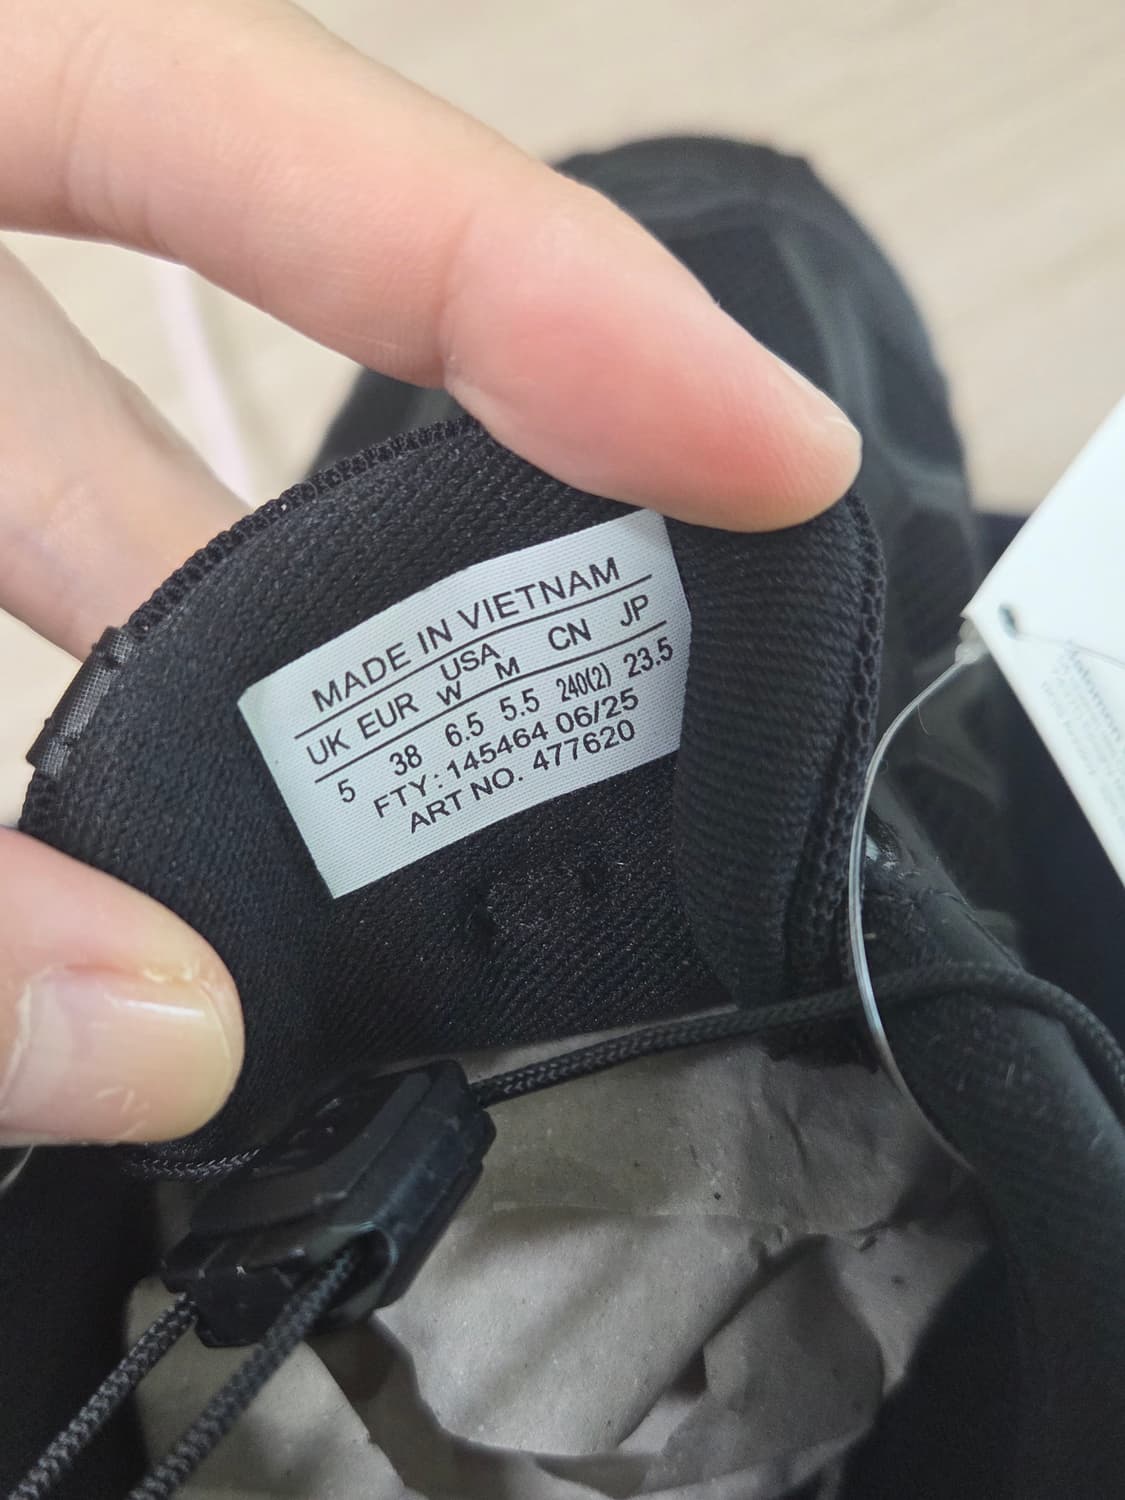 MADE IN VIETNAM
USA
UK EUR W M CN JP
5 38 6.5 5.5 240(2) 23.5
FTY: 145464 06/25
ART NO. 477620